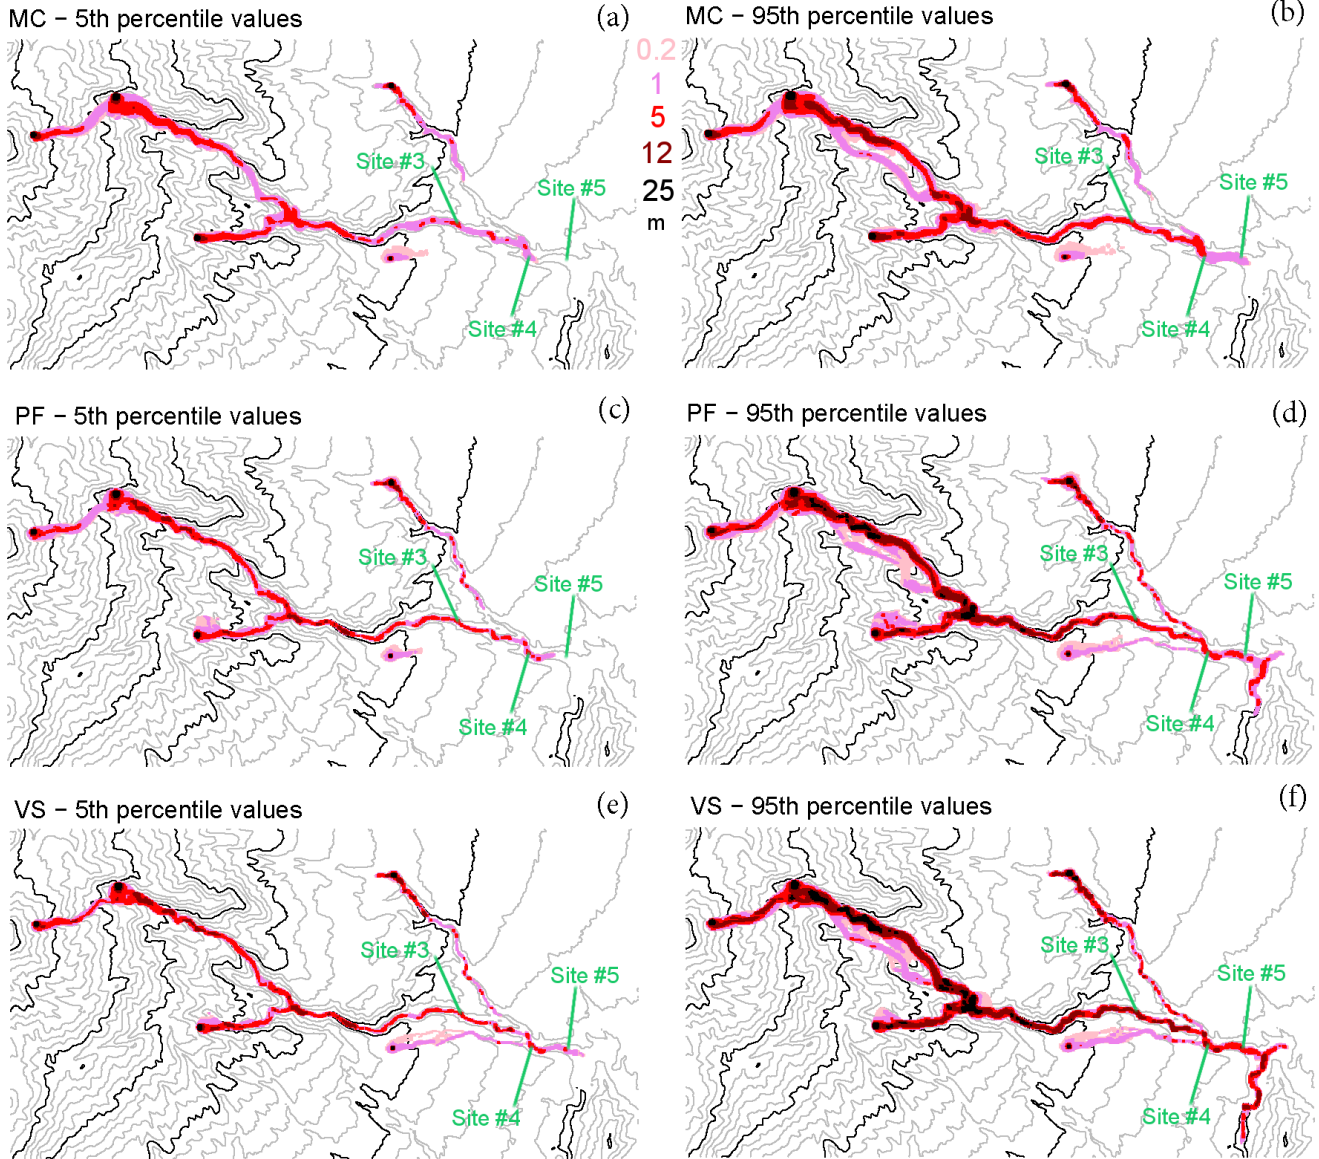 MC – 5th percentile values
(a)
MC – 95th percentile values
(b)
0.2
1
5
12
25
m
Site #3
Site #5
Site #4
Site #3
Site #5
Site #4
PF – 5th percentile values
(c)
PF – 95th percentile values
(d)
Site #3
Site #5
Site #4
Site #3
Site #5
Site #4
VS – 5th percentile values
(e)
VS – 95th percentile values
(f)
Site #3
Site #5
Site #4
Site #3
Site #5
Site #4